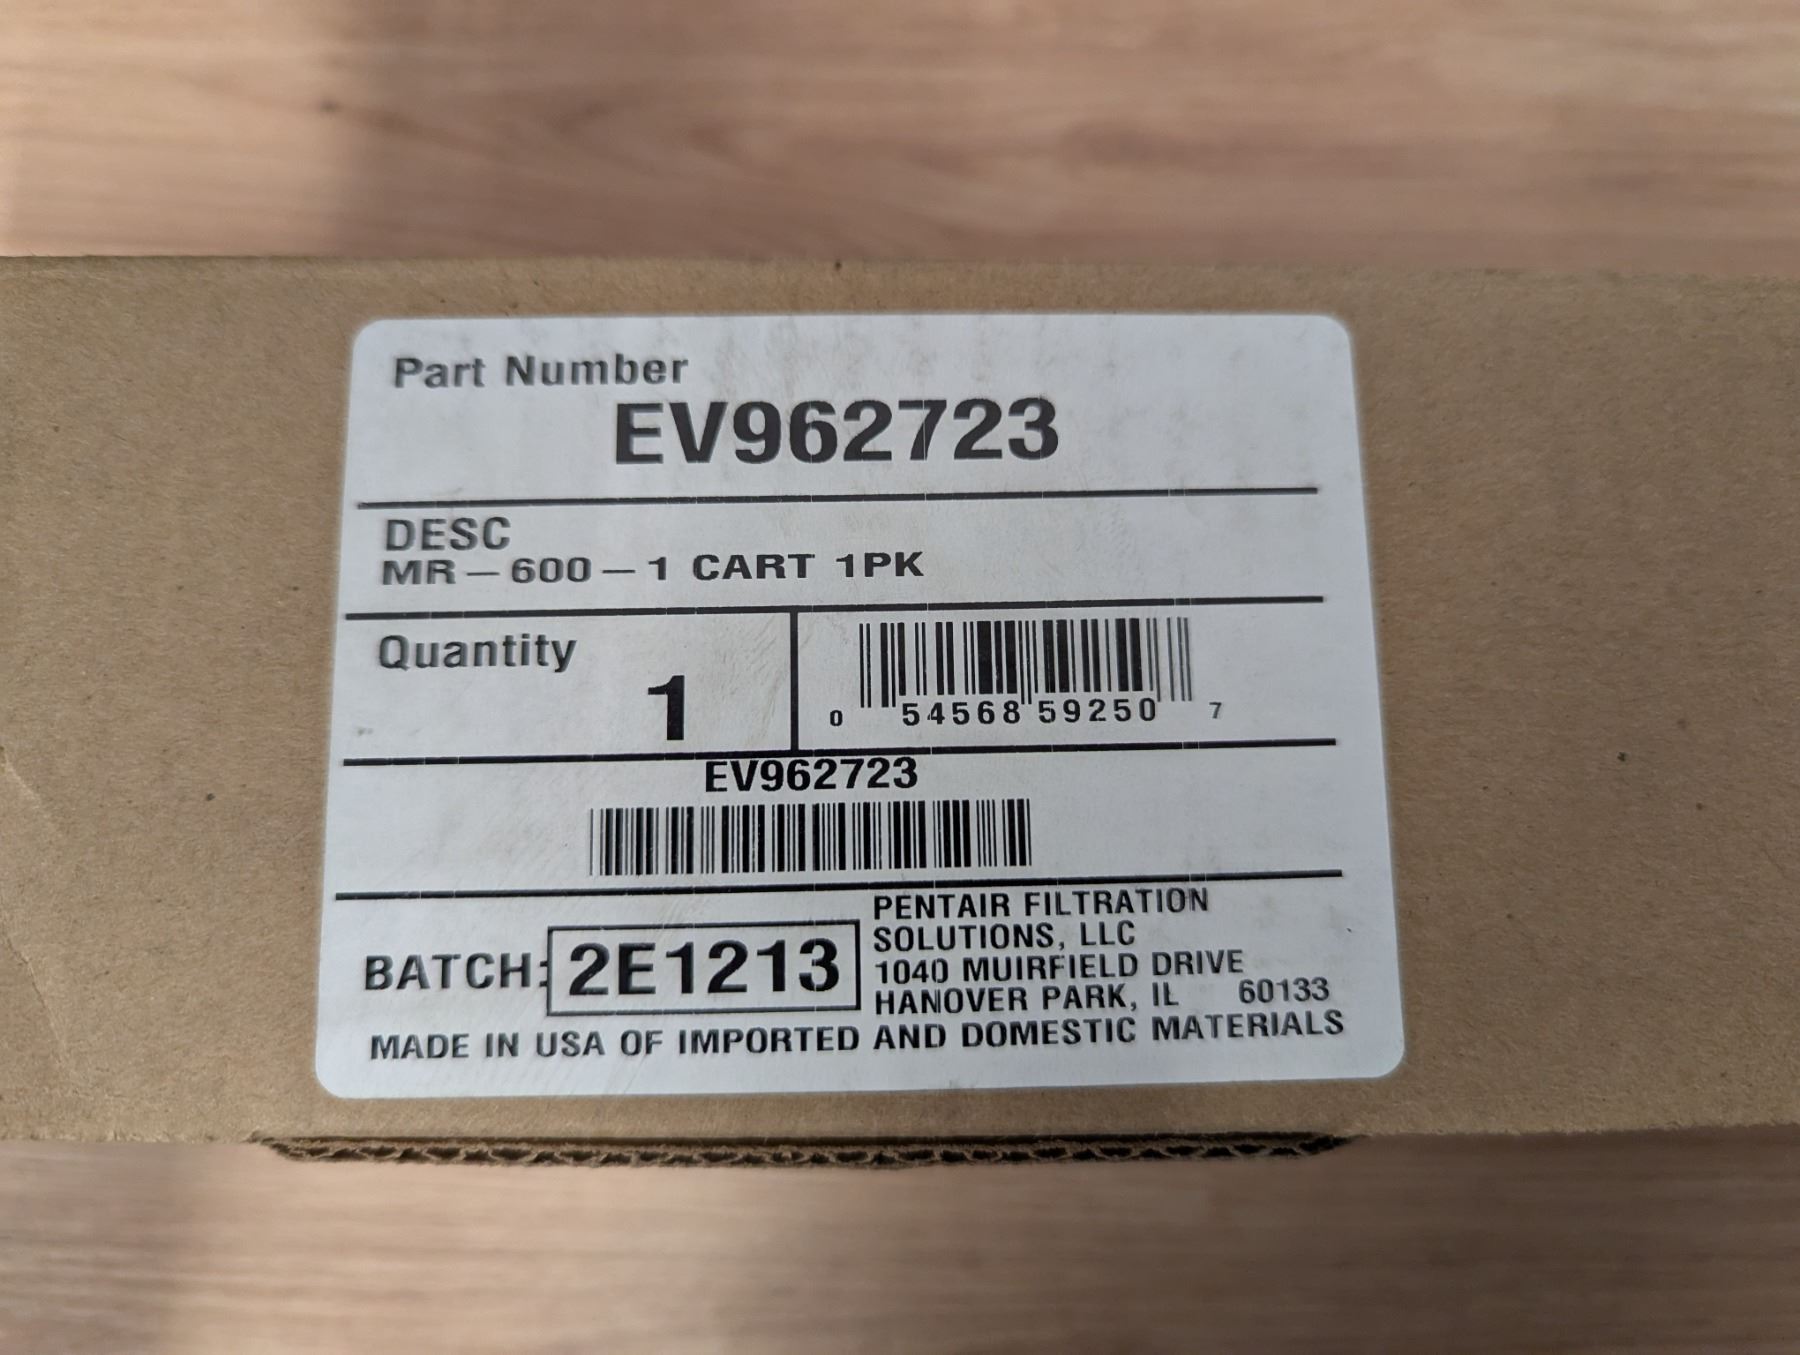 Part Number
EV962723
DESC
MR-600-1 CART 1PK
Quantity
1
0 54568 59250 7
EV962723
BATCH: 2E1213
PENTAIR FILTRATION
SOLUTIONS, LLC
1040 MUIRFIELD DRIVE
HANOVER PARK, IL 60133
MADE IN USA OF IMPORTED AND DOMESTIC MATERIALS